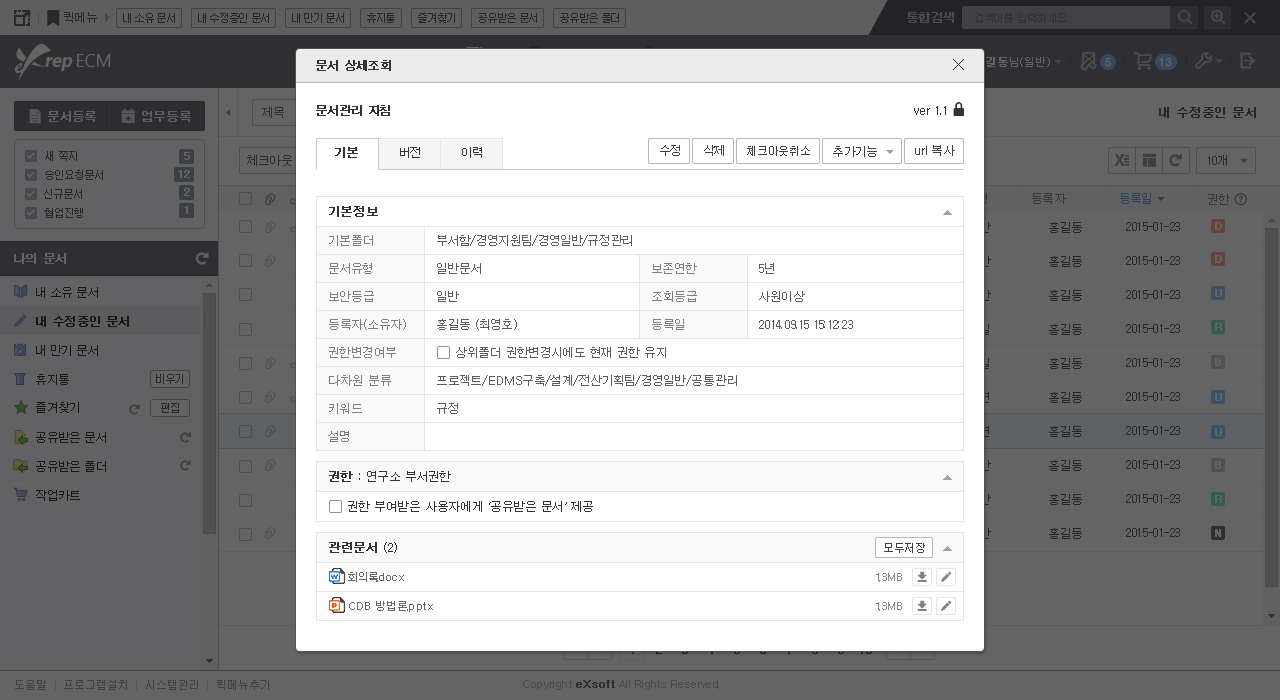 퀵메뉴 내 소유 문서 내 수정중인 문서 내 만기 문서 휴지통 즐겨찾기 공유받은 문서 공유받은 폴더 통합검색 검색어를 입력하세요
eXrep ECM
길동님(일반) 5 13
문서등록 업무등록
제목
내 수정중인 문서
새 쪽지 5
승인요청문서 12
신규문서 2
협업진행 1
체크아웃
10개
등록자 등록일 권한
나의 문서
내 소유 문서
내 수정중인 문서
내 만기 문서
휴지통 비우기
즐겨찾기 편집
공유받은 문서
공유받은 폴더
작업카트
문서 상세조회
문서관리 지침 ver 1.1
기본 버전 이력 수정 삭제 체크아웃취소 추가기능 url 복사
기본정보
기본폴더 부서함/경영지원팀/경영일반/규정관리
문서유형 일반문서 보존연한 5년
보안등급 일반 조회등급 사원이상
등록자(소유자) 홍길동 (최영호) 등록일 2014.09.15 15:12:23
권한변경여부 상위폴더 권한변경시에도 현재 권한 유지
다차원 분류 프로젝트/EDMS구축/설계/전산기획팀/경영일반/공통관리
키워드 규정
설명
권한 : 연구소 부서권한
권한 부여받은 사용자에게 '공유받은 문서' 제공
관련문서 (2) 모두저장
회의록.docx 1.3MB
CDB 방법론.pptx 1.3MB
홍길동 2015-01-23 D
홍길동 2015-01-23 D
홍길동 2015-01-23 U
홍길동 2015-01-23 R
홍길동 2015-01-23 B
홍길동 2015-01-23 U
홍길동 2015-01-23 U
홍길동 2015-01-23 B
홍길동 2015-01-23 R
홍길동 2015-01-23 N
도움말 프로그램설치 시스템관리 퀵메뉴추가
Copyright eXsoft All Rights Reserved.